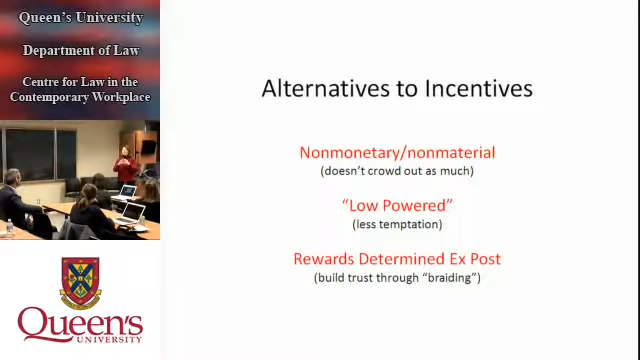 Queen's University
Department of Law
Centre for Law in the
Contemporary Workplace
Queen's
UNIVERSITY
Alternatives to Incentives
Nonmonetary/nonmaterial
(doesn't crowd out as much)
“Low Powered”
(less temptation)
Rewards Determined Ex Post
(build trust through “braiding”)